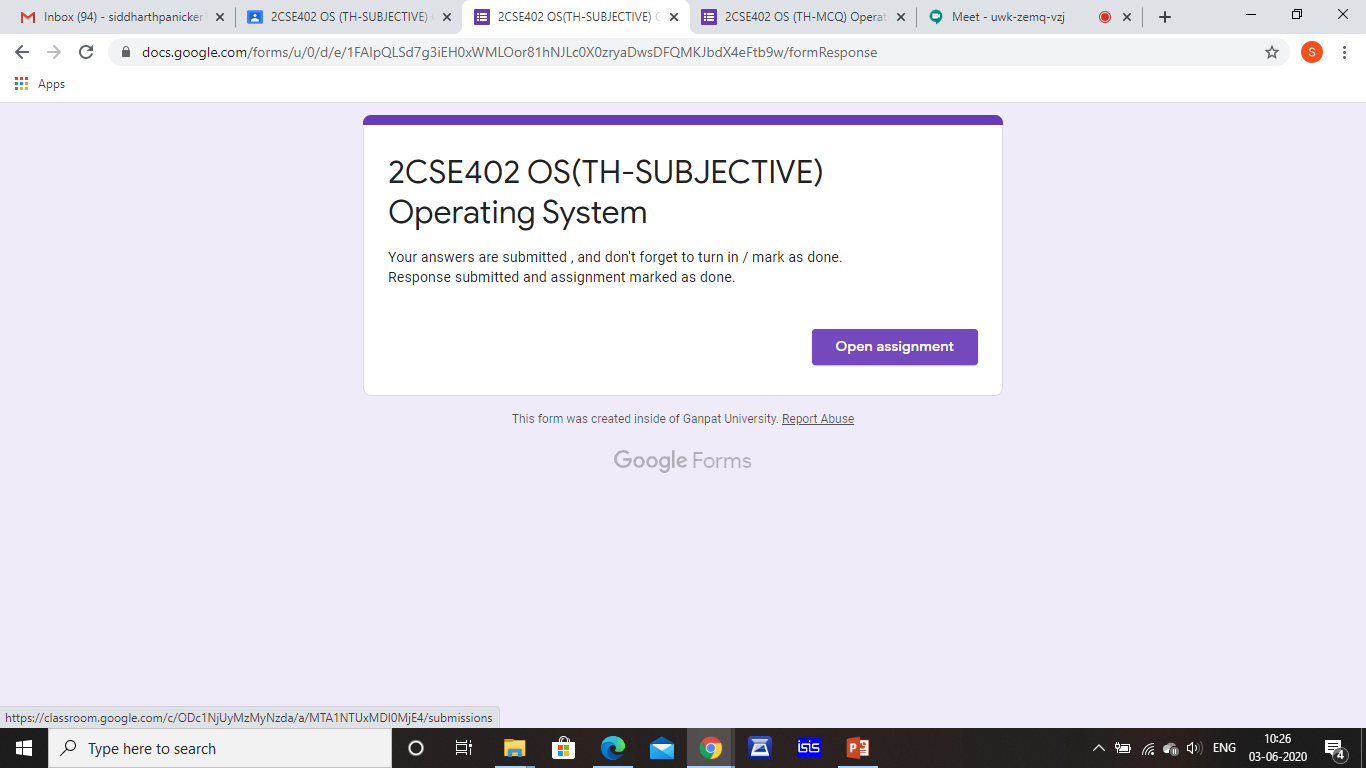 Inbox (94) - siddharthpanicker
2CSE402 OS (TH-SUBJECTIVE)
2CSE402 OS(TH-SUBJECTIVE)
2CSE402 OS (TH-MCQ) Operat
Meet - uwk-zemq-vzj
docs.google.com/forms/u/0/d/e/1FAIpQLSd7g3iEH0xWMLOor81hNJLc0X0zryaDwsDFQMKJbdX4eFtb9w/formResponse
S
Apps
2CSE402 OS(TH-SUBJECTIVE)
Operating System
Your answers are submitted , and don't forget to turn in / mark as done.
Response submitted and assignment marked as done.
Open assignment
This form was created inside of Ganpat University. Report Abuse
Google Forms
https://classroom.google.com/c/ODc1NjUyMzMyNzda/a/MTA1NTUxMDI0MjE4/submissions
Type here to search
isis
ENG
10:26
03-06-2020
4